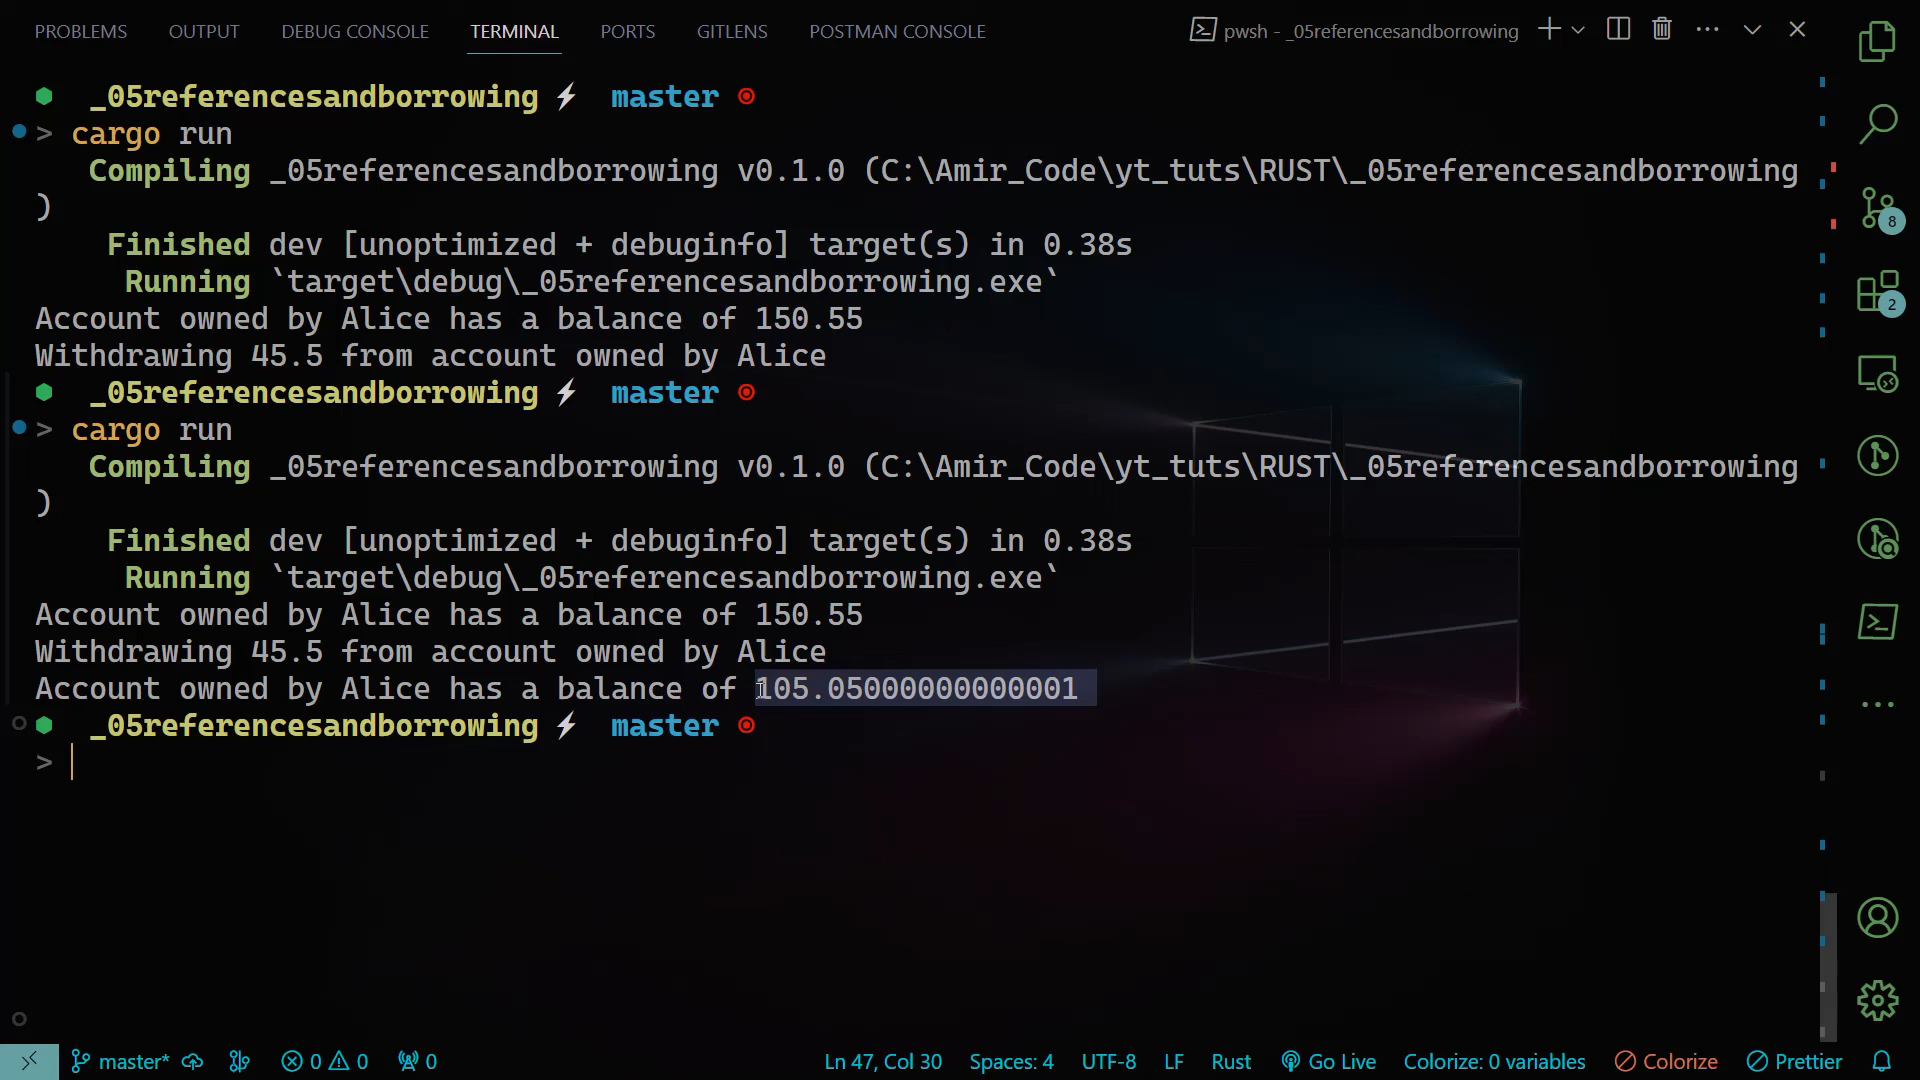 PROBLEMS OUTPUT DEBUG CONSOLE TERMINAL PORTS GITLENS POSTMAN CONSOLE pwsh - _05referencesandborrowing
_05referencesandborrowing ⚡ master
> cargo run
Compiling _05referencesandborrowing v0.1.0 (C:\Amir_Code\yt_tuts\RUST\_05referencesandborrowing
)
Finished dev [unoptimized + debuginfo] target(s) in 0.38s
Running `target\debug\_05referencesandborrowing.exe`
Account owned by Alice has a balance of 150.55
Withdrawing 45.5 from account owned by Alice
_05referencesandborrowing ⚡ master
> cargo run
Compiling _05referencesandborrowing v0.1.0 (C:\Amir_Code\yt_tuts\RUST\_05referencesandborrowing
)
Finished dev [unoptimized + debuginfo] target(s) in 0.38s
Running `target\debug\_05referencesandborrowing.exe`
Account owned by Alice has a balance of 150.55
Withdrawing 45.5 from account owned by Alice
Account owned by Alice has a balance of 105.05000000000001
_05referencesandborrowing ⚡ master
>
8
2
master* 0 0 0 Ln 47, Col 30 Spaces: 4 UTF-8 LF Rust Go Live Colorize: 0 variables Colorize Prettier